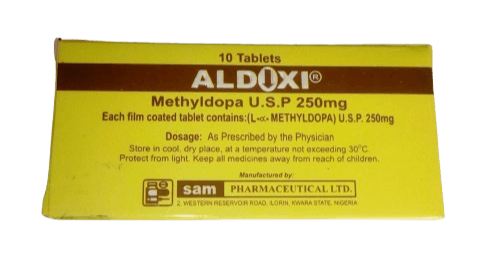 10 Tablets
ALDOXI®
Methyldopa U.S.P 250mg
Each film coated tablet contains:(L-α- METHYLDOPA) U.S.P. 250mg
Dosage: As Prescribed by the Physician
Store in cool, dry place, at a temperature not exceeding 30°C.
Protect from light. Keep all medicines away from reach of children.
Manufactured by:
sam PHARMACEUTICAL LTD.
2, WESTERN RESERVOIR ROAD, ILORIN, KWARA STATE, NIGERIA